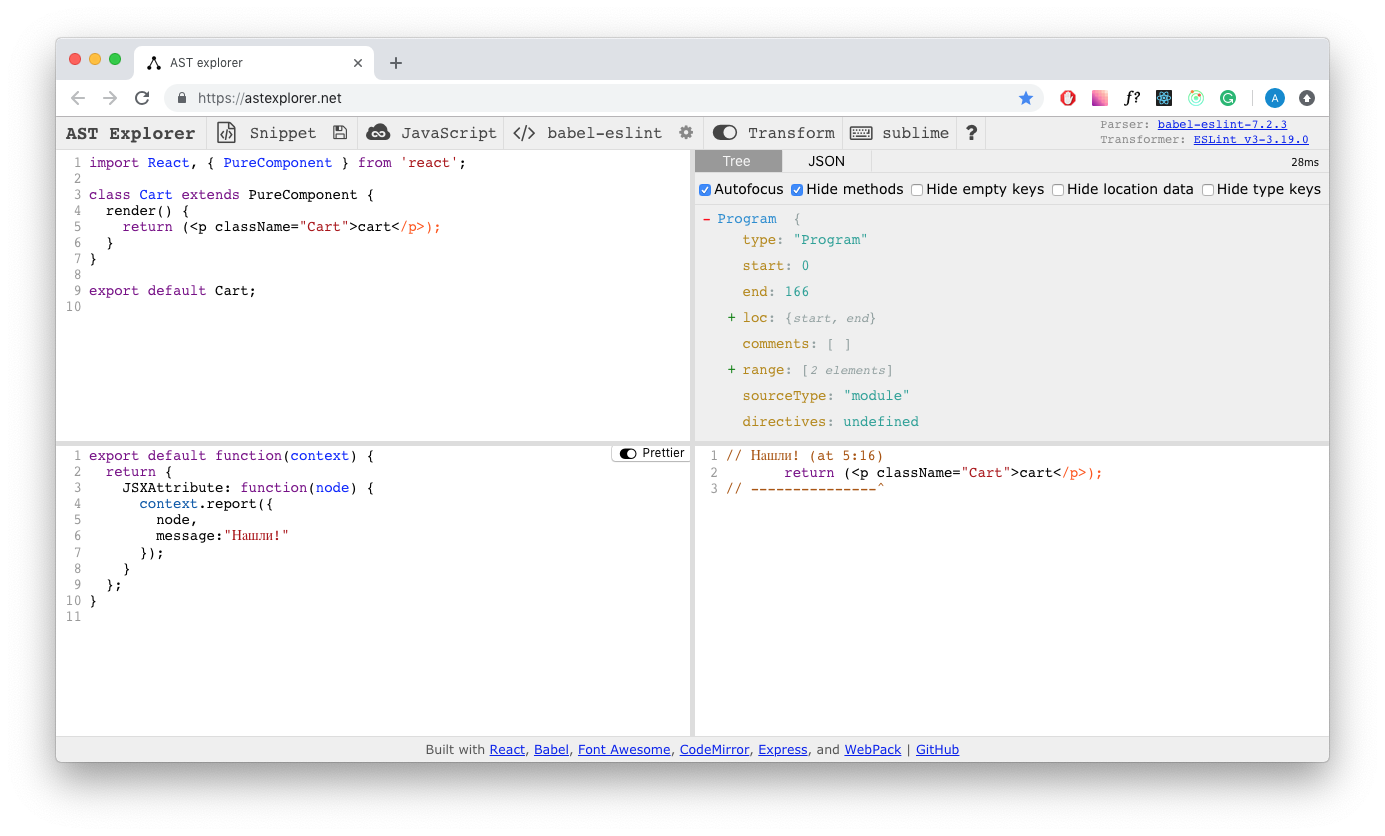 AST explorer
https://astexplorer.net
f?
A
AST Explorer Snippet JavaScript </> babel-eslint Transform sublime ?
Parser: babel-eslint-7.2.3
Transformer: ESLint v3-3.19.0
1 import React, { PureComponent } from 'react';
2
3 class Cart extends PureComponent {
4   render() {
5     return (<p className="Cart">cart</p>);
6   }
7 }
8
9 export default Cart;
10
Tree JSON 28ms
Autofocus Hide methods Hide empty keys Hide location data Hide type keys
- Program {
type: "Program"
start: 0
end: 166
+ loc: {start, end}
comments: [ ]
+ range: [2 elements]
sourceType: "module"
directives: undefined
Prettier
1 export default function(context) {
2   return {
3     JSXAttribute: function(node) {
4       context.report({
5         node,
6         message:"Нашли!"
7       });
8     }
9   };
10 }
11
1 // Нашли! (at 5:16)
2        return (<p className="Cart">cart</p>);
3 // ---------------^
Built with React, Babel, Font Awesome, CodeMirror, Express, and WebPack | GitHub